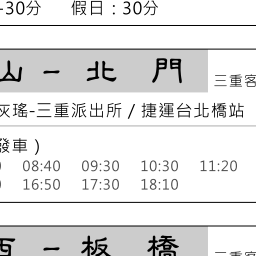 -30分 假日：30分
山 - 北 門 三重客
灰瑤-三重派出所 / 捷運台北橋站
發車）
0 08:40 09:30 10:30 11:20
0 16:50 17:30 18:10
西 - 板 橋 三重客